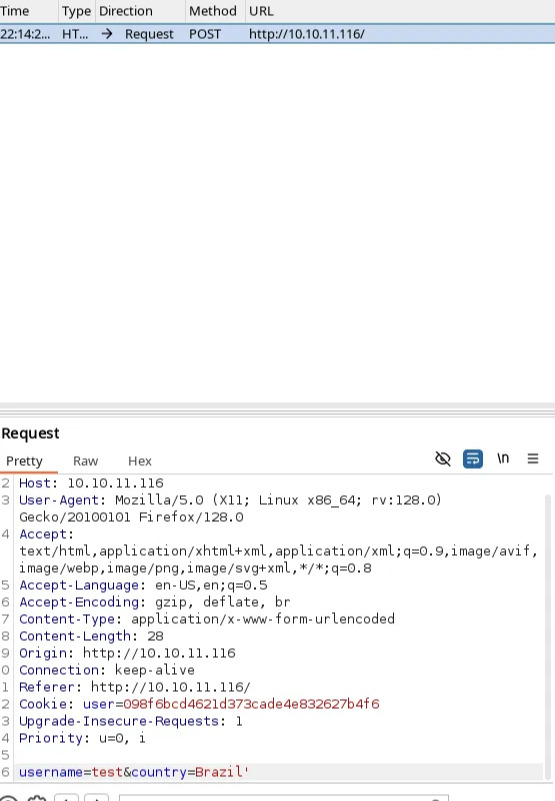 Time Type Direction Method URL
22:14:2... HT... → Request POST http://10.10.11.116/
Request
Pretty Raw Hex
\n
2 Host: 10.10.11.116
3 User-Agent: Mozilla/5.0 (X11; Linux x86_64; rv:128.0)
Gecko/20100101 Firefox/128.0
4 Accept:
text/html,application/xhtml+xml,application/xml;q=0.9,image/avif,
image/webp,image/png,image/svg+xml,*/*;q=0.8
5 Accept-Language: en-US,en;q=0.5
6 Accept-Encoding: gzip, deflate, br
7 Content-Type: application/x-www-form-urlencoded
8 Content-Length: 28
9 Origin: http://10.10.11.116
0 Connection: keep-alive
1 Referer: http://10.10.11.116/
2 Cookie: user=098f6bcd4621d373cade4e832627b4f6
3 Upgrade-Insecure-Requests: 1
4 Priority: u=0, i
5
6 username=test&country=Brazil'